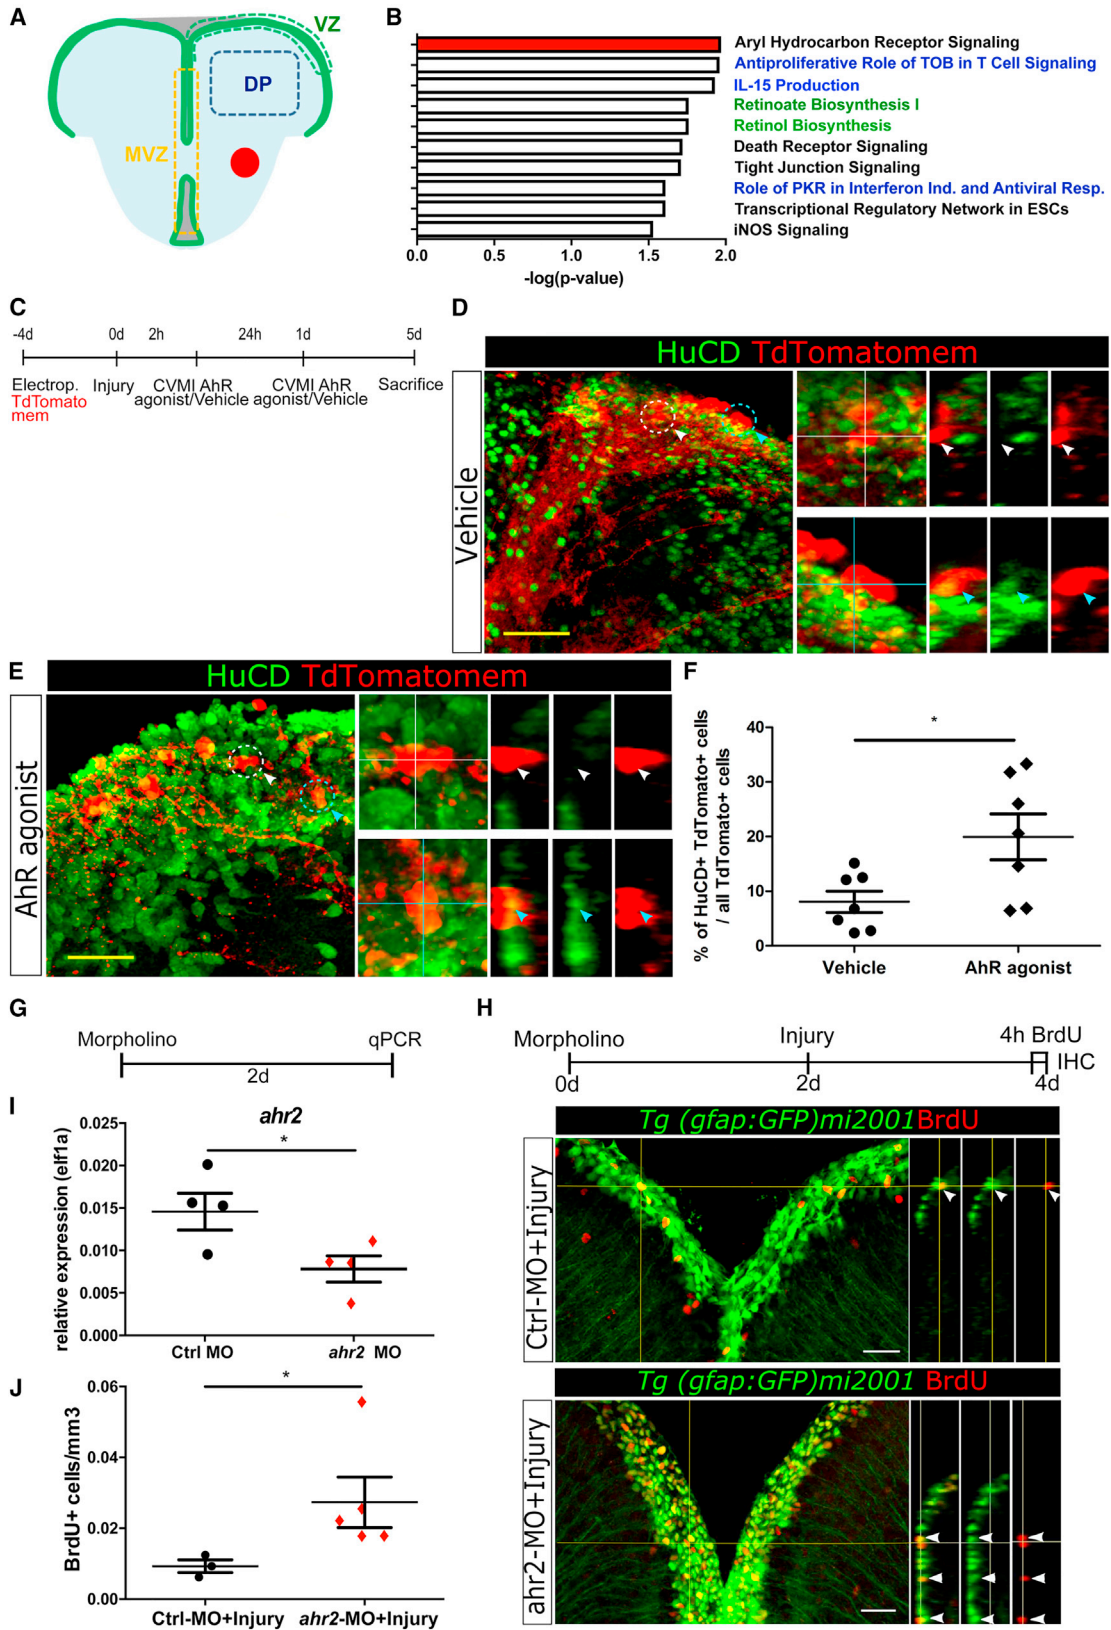 A
VZ
DP
MVZ
B
Aryl Hydrocarbon Receptor Signaling
Antiproliferative Role of TOB in T Cell Signaling
IL-15 Production
Retinoate Biosynthesis I
Retinol Biosynthesis
Death Receptor Signaling
Tight Junction Signaling
Role of PKR in Interferon Ind. and Antiviral Resp.
Transcriptional Regulatory Network in ESCs
iNOS Signaling
0.0 0.5 1.0 1.5 2.0
-log(p-value)
C
-4d 0d 2h 24h 1d 5d
Electrop. Injury CVMI AhR CVMI AhR Sacrifice
TdTomato agonist/Vehicle agonist/Vehicle
mem
D
HuCD TdTomatomem
Vehicle
E
HuCD TdTomatomem
AhR agonist
F
% of HuCD+ TdTomato+ cells
/ all TdTomato+ cells
40
30
20
10
0
*
Vehicle AhR agonist
G
Morpholino qPCR
2d
H
Morpholino Injury 4h BrdU
IHC
0d 2d 4d
Tg (gfap:GFP)mi2001BrdU
Ctrl-MO+Injury
Tg (gfap:GFP)mi2001 BrdU
ahr2-MO+Injury
I
ahr2
*
relative expression (elf1a)
0.025
0.020
0.015
0.010
0.005
0.000
Ctrl MO ahr2 MO
J
*
BrdU+ cells/mm3
0.06
0.04
0.02
0.00
Ctrl-MO+Injury ahr2-MO+Injury